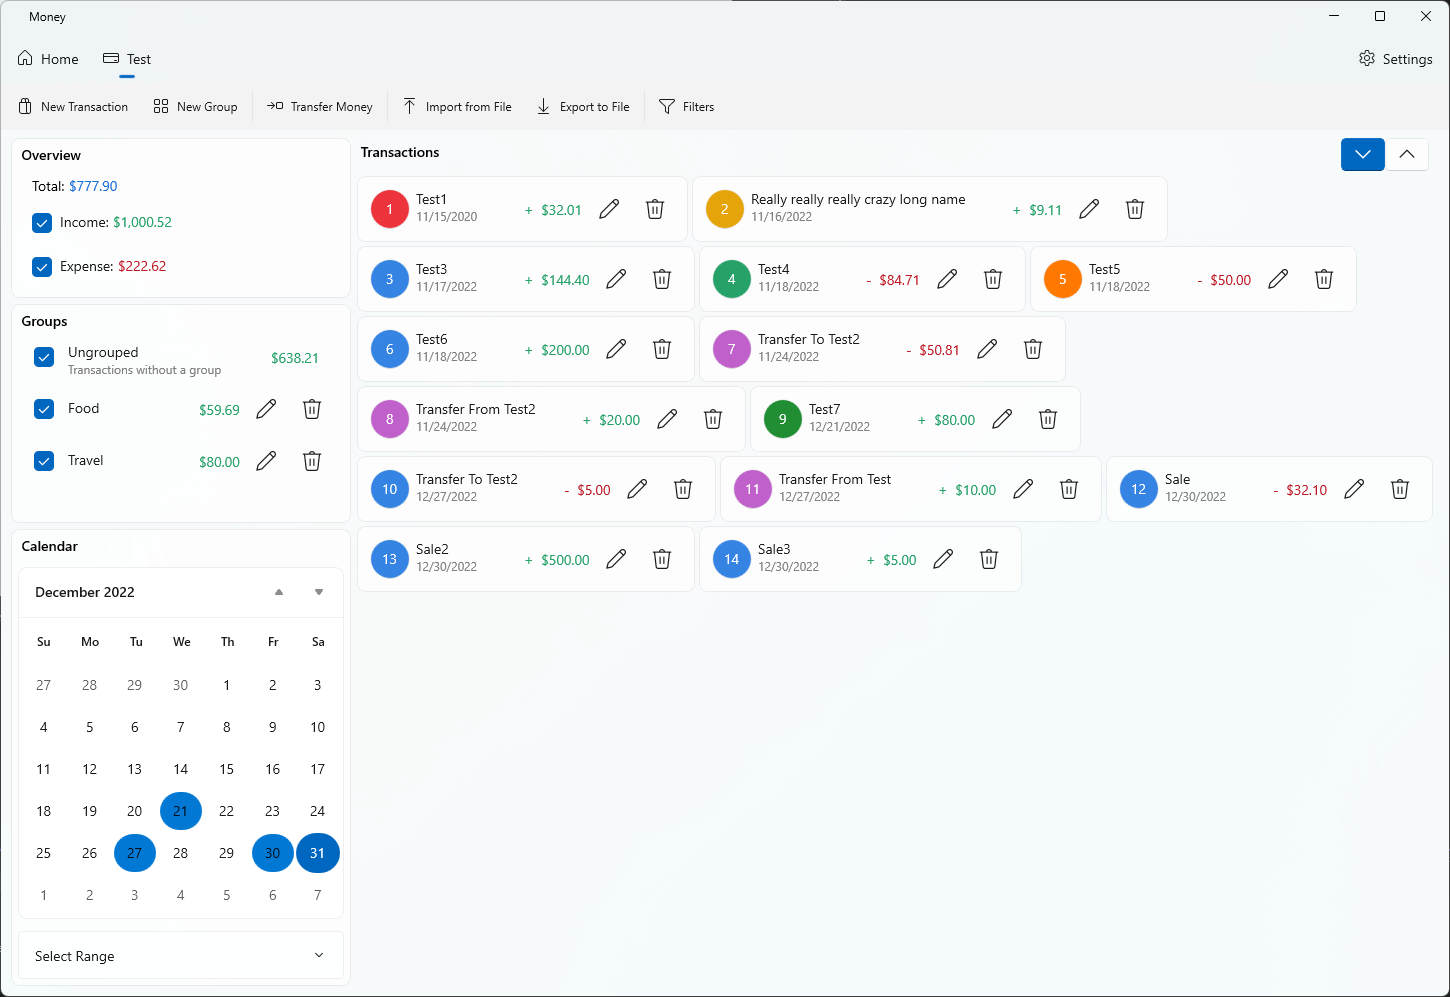 Money
Home Test Settings
New Transaction New Group Transfer Money Import from File Export to File Filters
Overview
Total: $777.90
Income: $1,000.52
Expense: $222.62
Groups
Ungrouped $638.21
Transactions without a group
Food $59.69
Travel $80.00
Calendar
December 2022
Su Mo Tu We Th Fr Sa
27 28 29 30 1 2 3
4 5 6 7 8 9 10
11 12 13 14 15 16 17
18 19 20 21 22 23 24
25 26 27 28 29 30 31
1 2 3 4 5 6 7
Select Range
Transactions
1 Test1 + $32.01
11/15/2020
2 Really really really crazy long name + $9.11
11/16/2022
3 Test3 + $144.40
11/17/2022
4 Test4 - $84.71
11/18/2022
5 Test5 - $50.00
11/18/2022
6 Test6 + $200.00
11/18/2022
7 Transfer To Test2 - $50.81
11/24/2022
8 Transfer From Test2 + $20.00
11/24/2022
9 Test7 + $80.00
12/21/2022
10 Transfer To Test2 - $5.00
12/27/2022
11 Transfer From Test + $10.00
12/27/2022
12 Sale - $32.10
12/30/2022
13 Sale2 + $500.00
12/30/2022
14 Sale3 + $5.00
12/30/2022